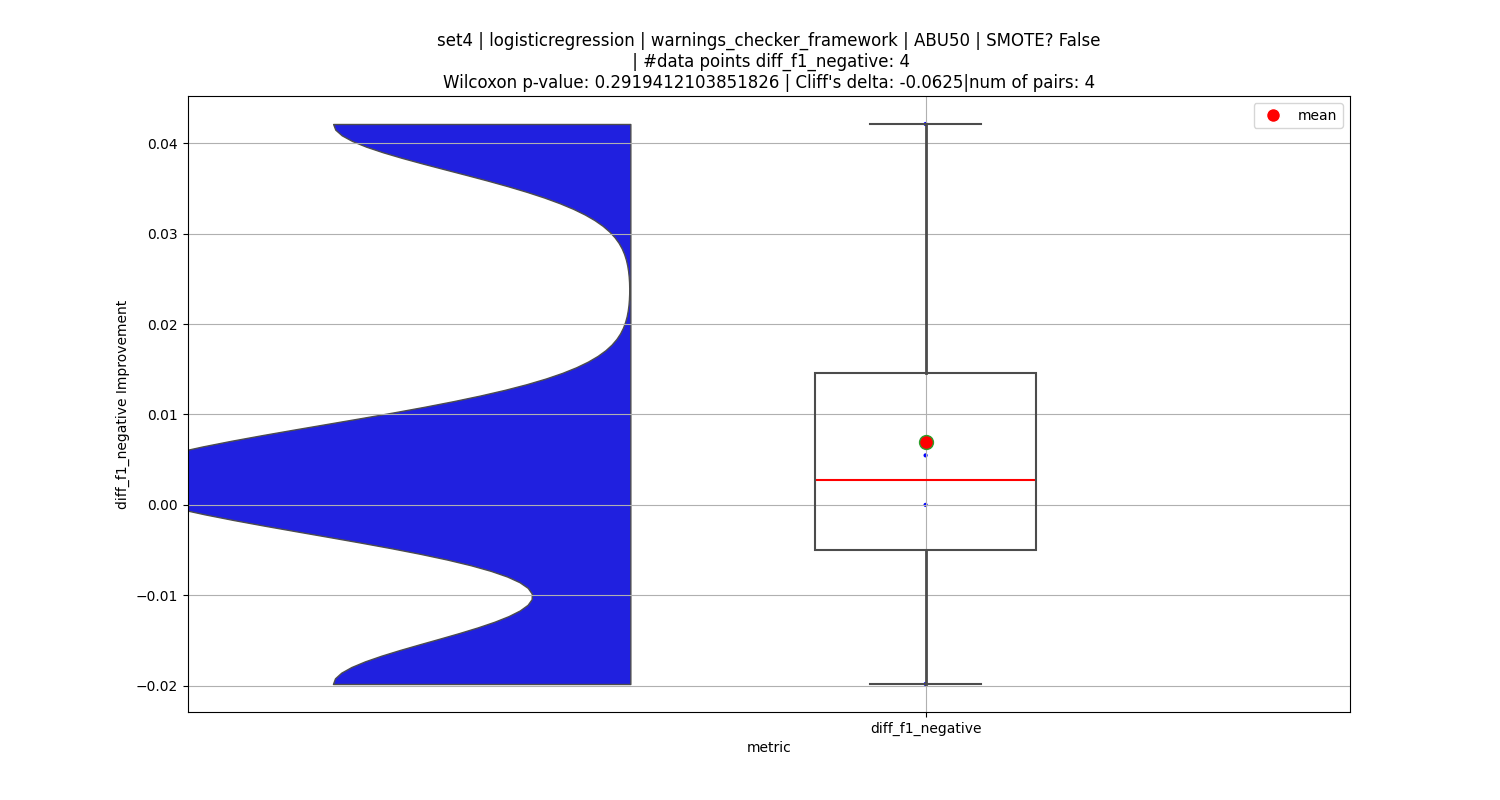 set4 | logisticregression | warnings_checker_framework | ABU50 | SMOTE? False
| #data points diff_f1_negative: 4
Wilcoxon p-value: 0.2919412103851826 | Cliff's delta: -0.0625|num of pairs: 4
mean
0.04
0.03
0.02
0.01
0.00
−0.01
−0.02
diff_f1_negative Improvement
diff_f1_negative
metric